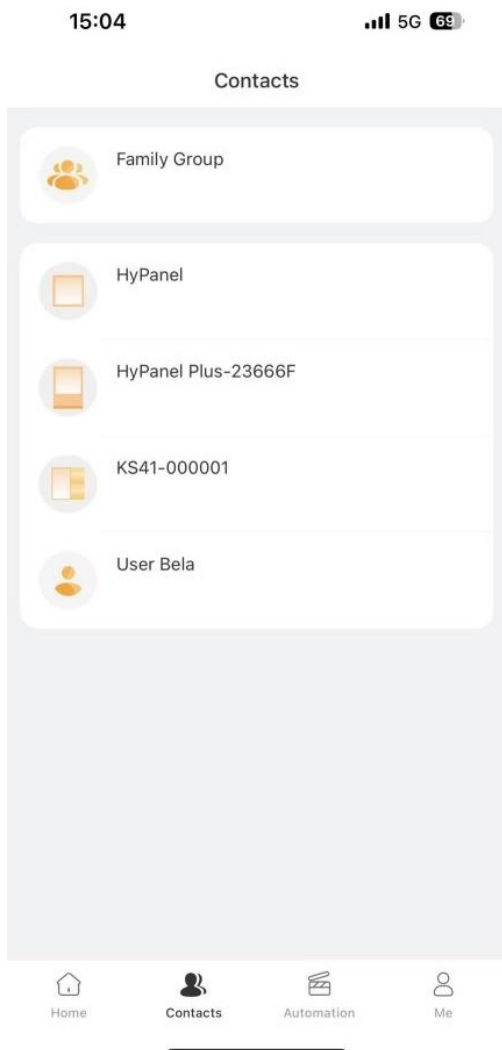 15:04
5G 69
Contacts
Family Group
HyPanel
HyPanel Plus-23666F
KS41-000001
User Bela
Home
Contacts
Automation
Me